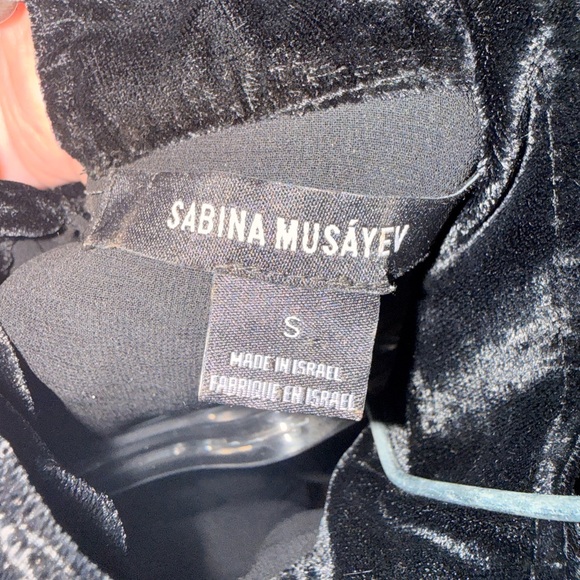 SABINA MUSÁYEV
S
MADE IN ISRAEL
FABRIQUE EN ISRAEL